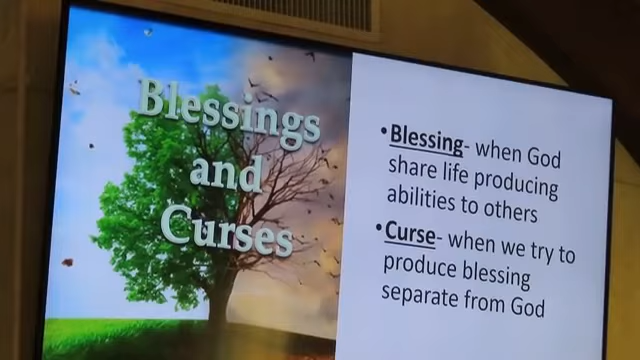 Blessings
and
Curses
•Blessing- when God
share life producing
abilities to others
•Curse- when we try to
produce blessing
separate from God